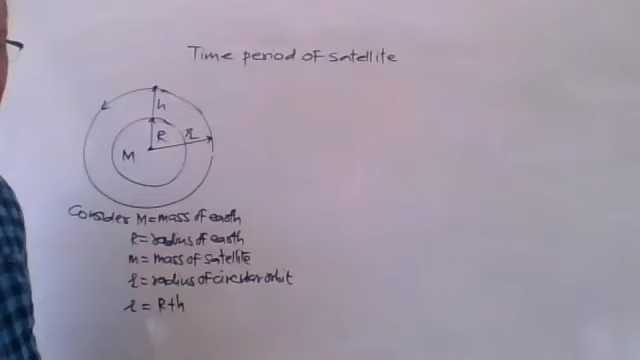 Time period of satellite
h
R
r
M
Consider M=mass of earth
R=radius of earth
m=mass of satellite
r=radius of circular orbit
r = R+h